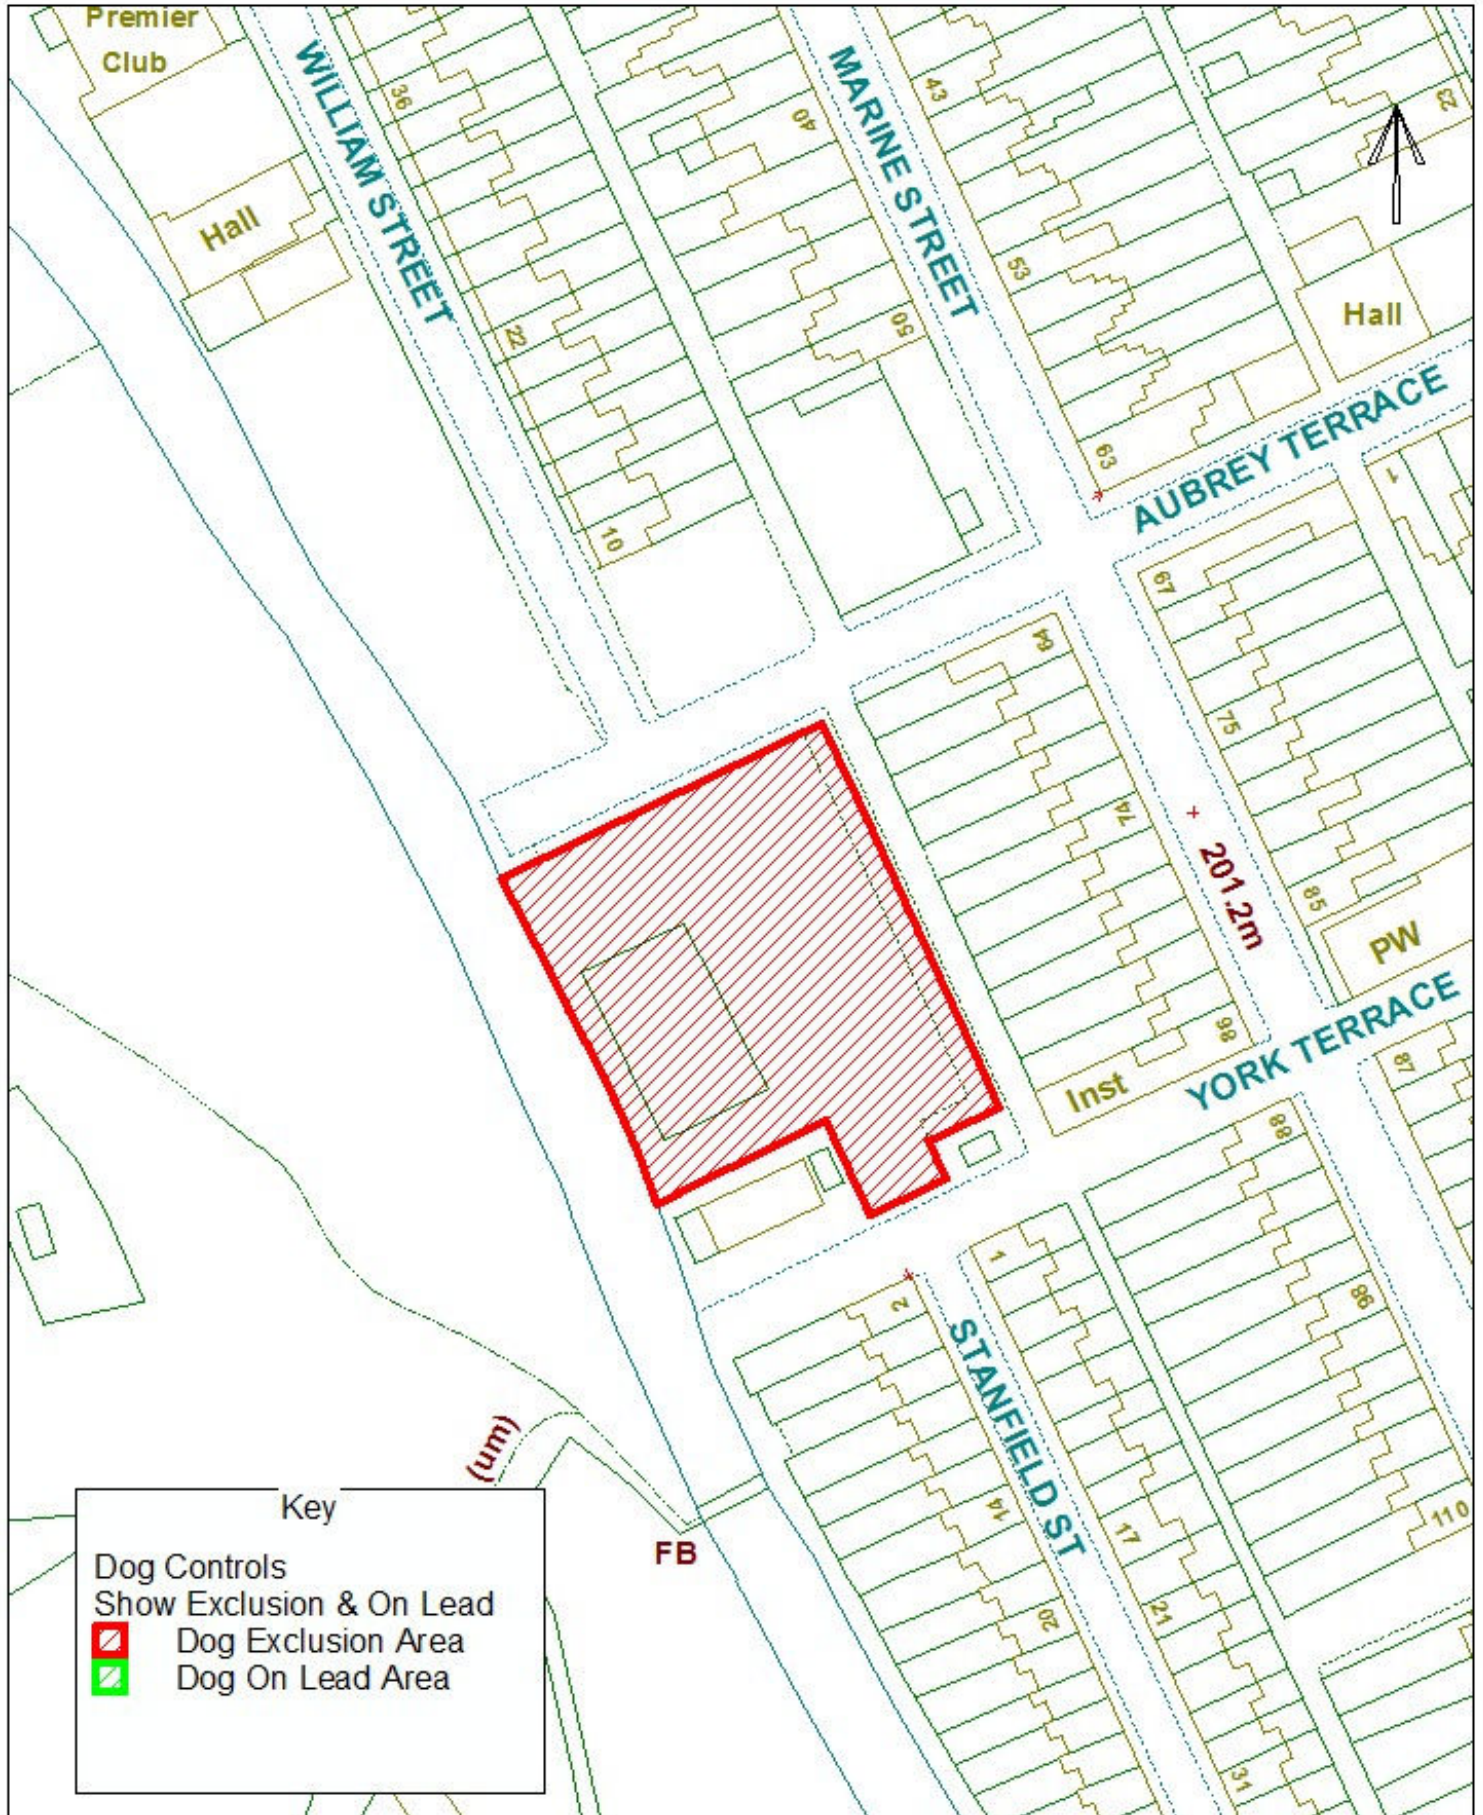 Premier
Club
WILLIAM STREET
36
MARINE STREET
43
40
23
Hall
53
Hall
22
50
63
AUBREY TERRACE
1
10
67
64
75
74
201.2m
85
PW
YORK TERRACE
86
Inst
87
88
1
2
98
STANFIELD ST
(um)
14
110
17
FB
20
21
31
Key
Dog Controls
Show Exclusion & On Lead
Dog Exclusion Area
Dog On Lead Area